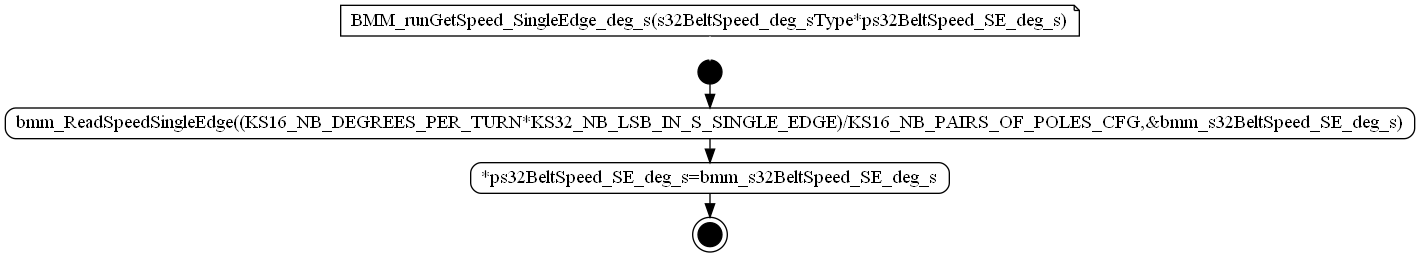 BMM_runGetSpeed_SingleEdge_deg_s(s32BeltSpeed_deg_sType*ps32BeltSpeed_SE_deg_s)
bmm_ReadSpeedSingleEdge((KS16_NB_DEGREES_PER_TURN*KS32_NB_LSB_IN_S_SINGLE_EDGE)/KS16_NB_PAIRS_OF_POLES_CFG,&bmm_s32BeltSpeed_SE_deg_s)
*ps32BeltSpeed_SE_deg_s=bmm_s32BeltSpeed_SE_deg_s